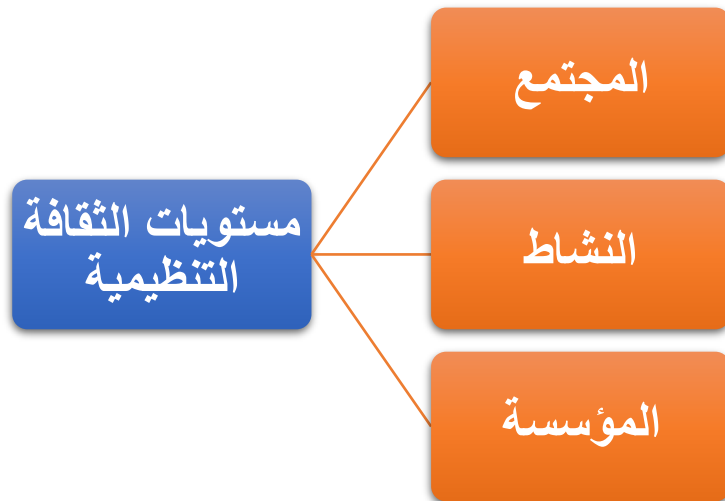 مستويات الثقافة
التنظيمية
المجتمع
النشاط
المؤسسة